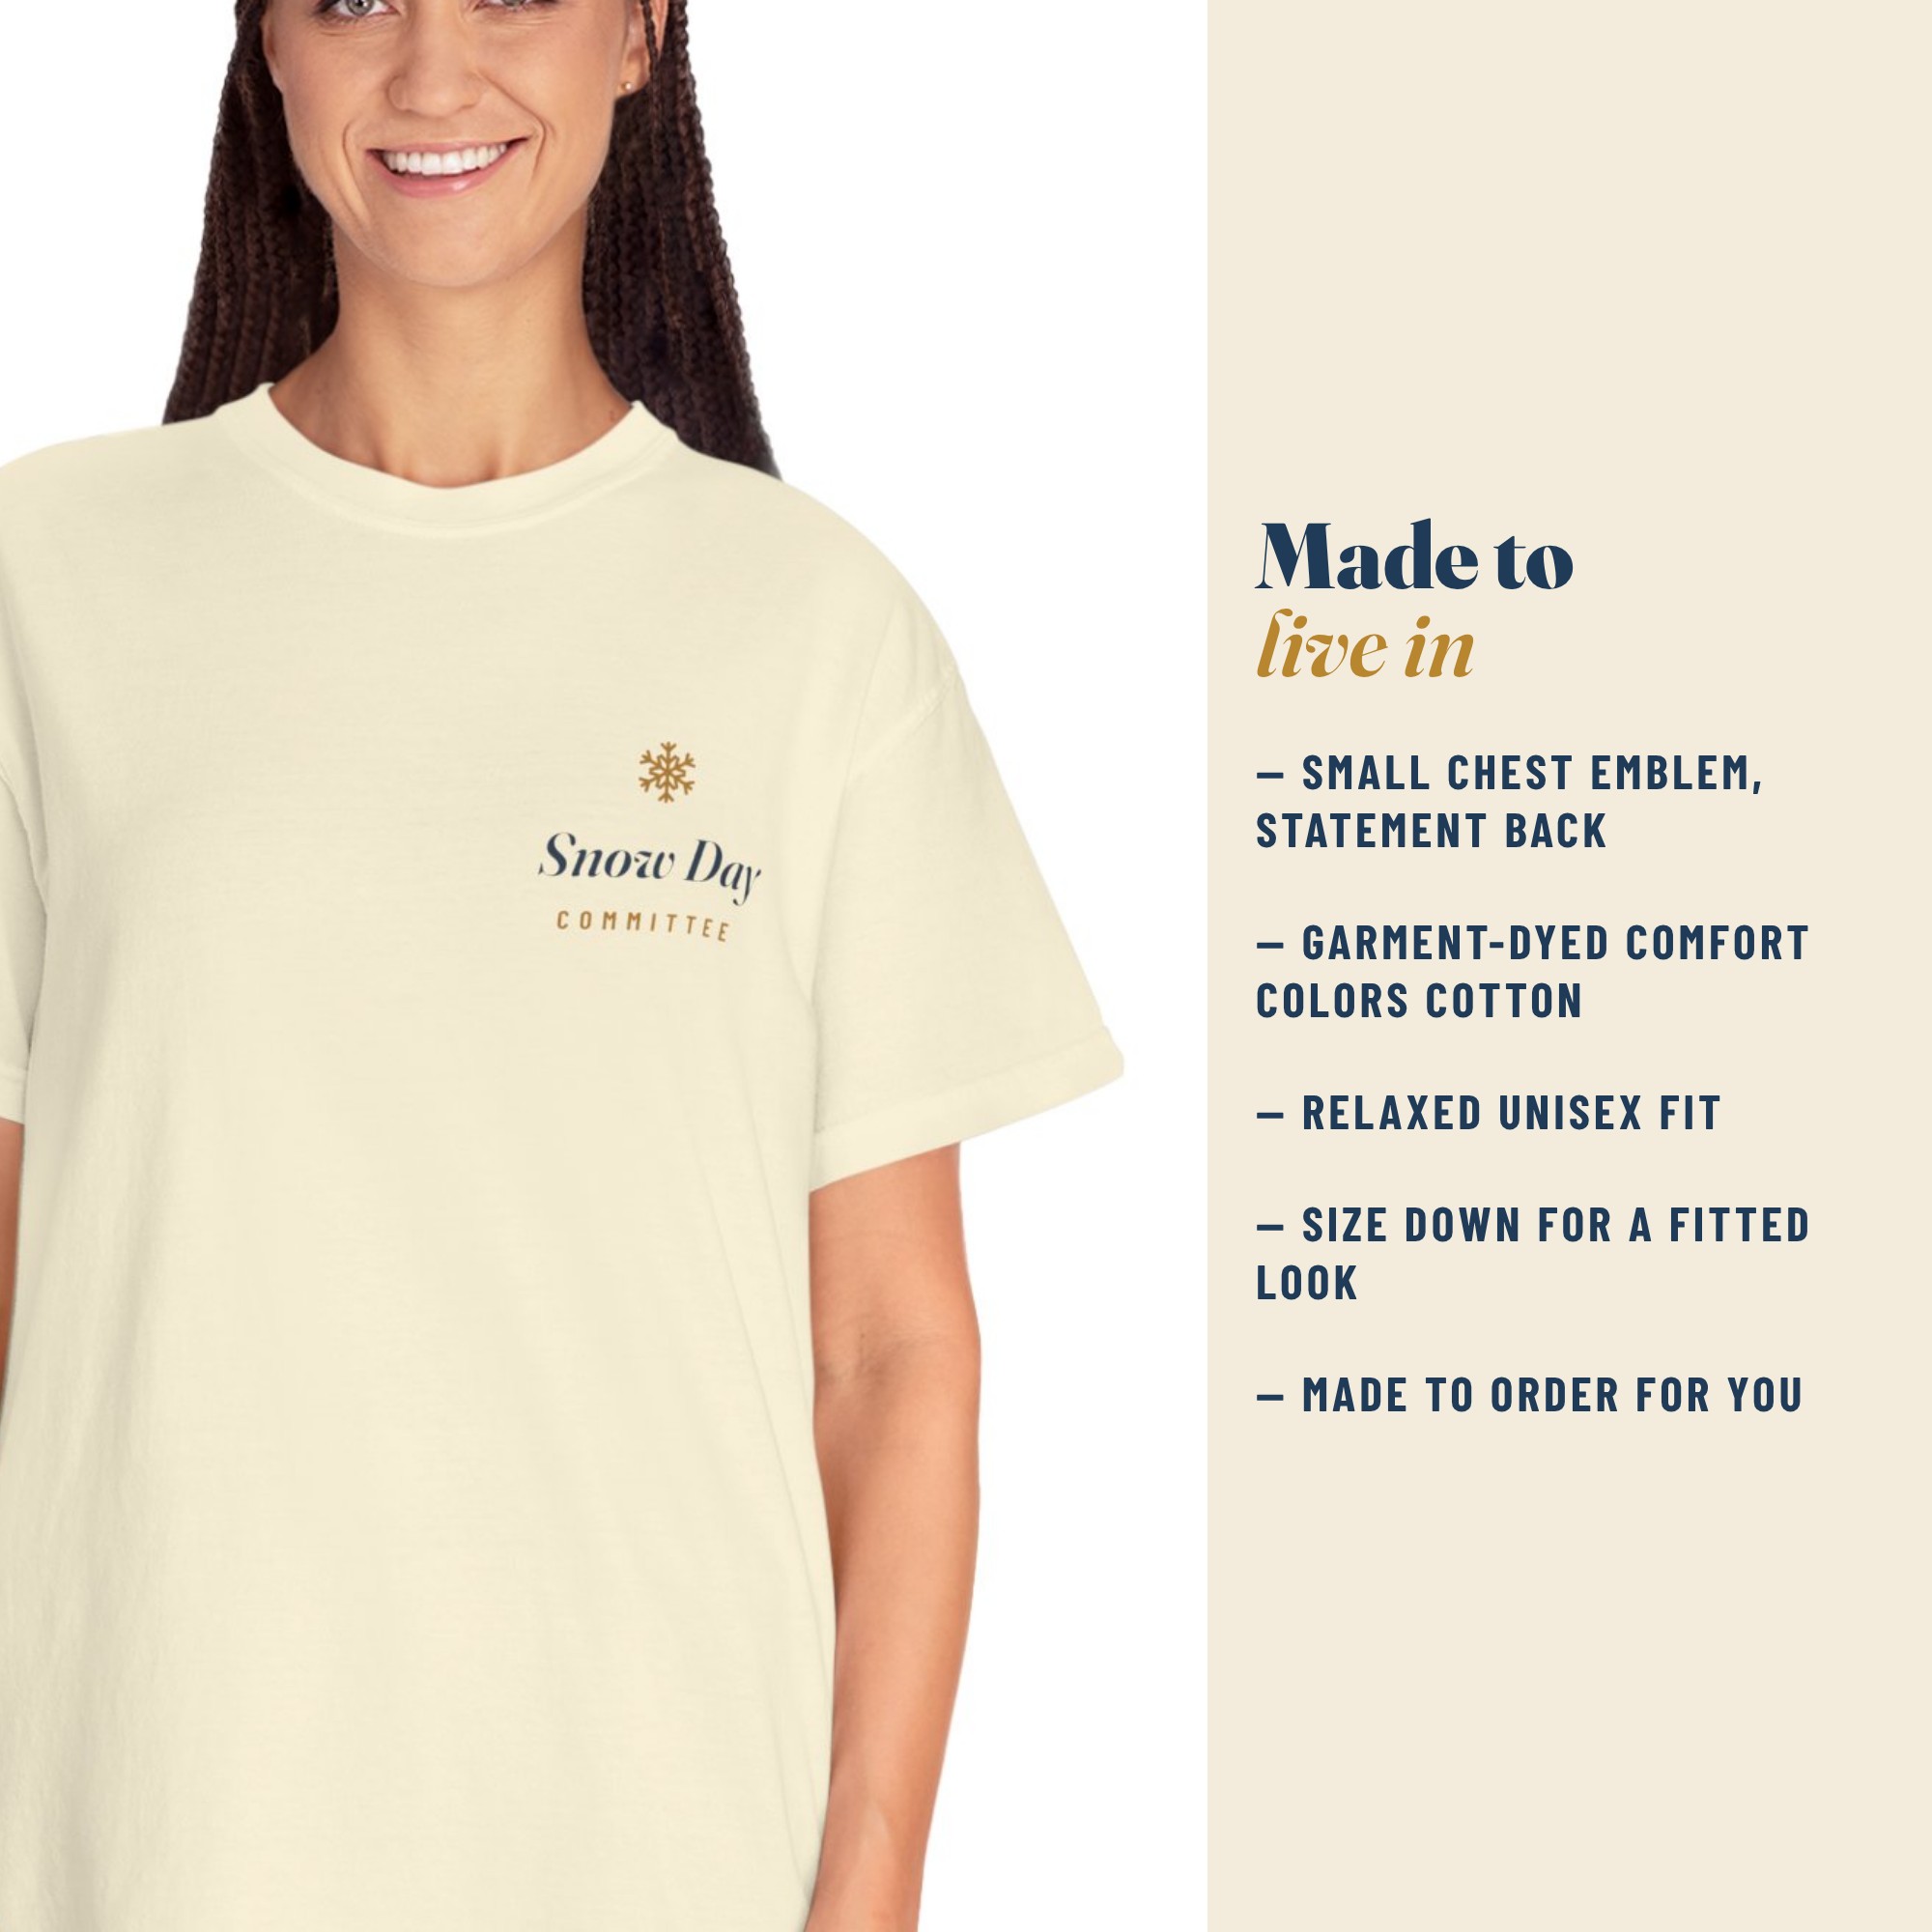 Snow Day
COMMITTEE
Made to
live in
— SMALL CHEST EMBLEM,
STATEMENT BACK
— GARMENT-DYED COMFORT
COLORS COTTON
— RELAXED UNISEX FIT
— SIZE DOWN FOR A FITTED
LOOK
— MADE TO ORDER FOR YOU